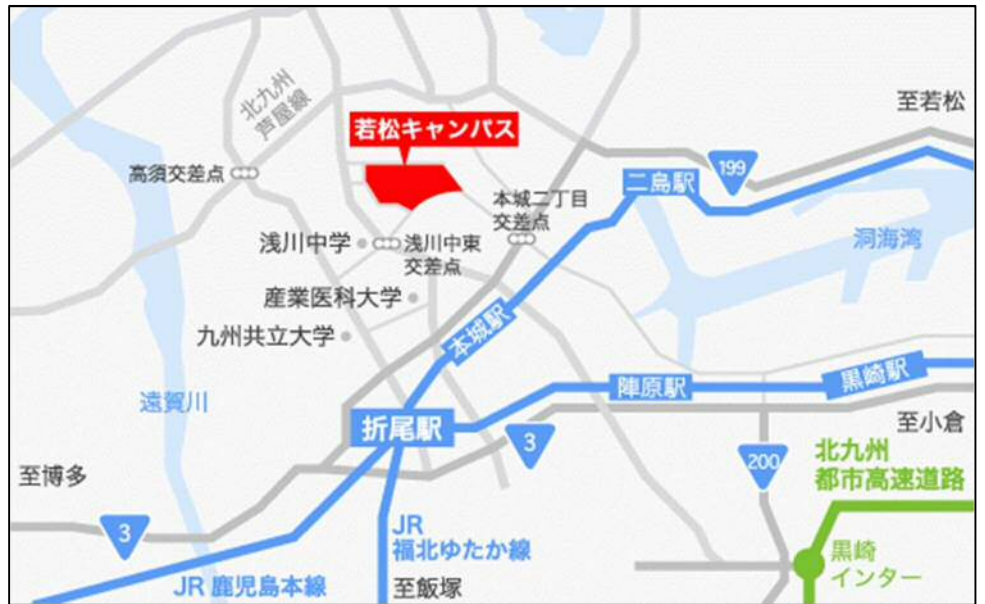 北九州
芦屋線
至若松
若松キャンパス
199
高須交差点
二島駅
本城二丁目
交差点
浅川中学
浅川中東
交差点
洞海湾
産業医科大学
九州共立大学
本城駅
陣原駅
黒崎駅
遠賀川
折尾駅
至小倉
3
200
北九州
都市高速道路
至博多
3
JR
福北ゆたか線
黒崎
インター
JR 鹿児島本線
至飯塚